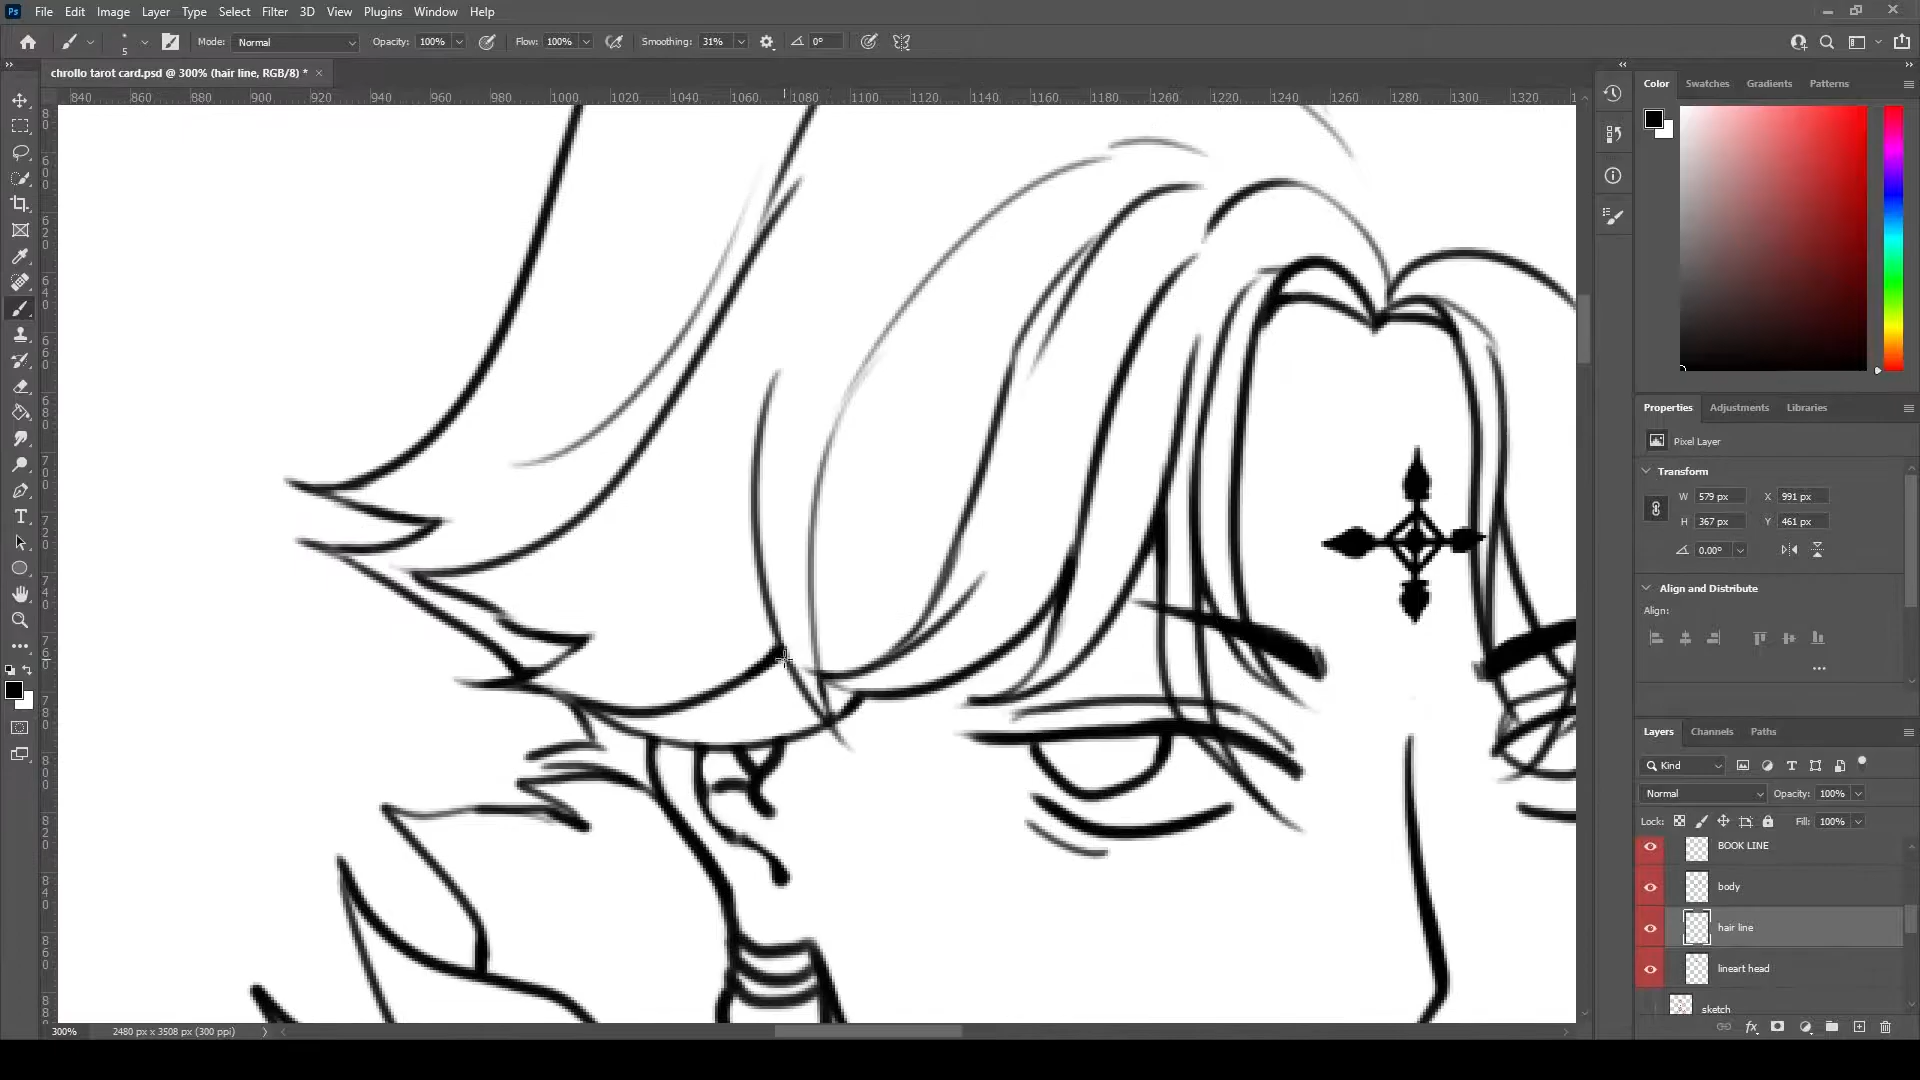 Ps File Edit Image Layer Type Select Filter 3D View Plugins Window Help
5 Mode: Normal Opacity: 100% Flow: 100% Smoothing: 31% 0°
chrollo tarot card.psd @ 300% (hair line, RGB/8) * ×
840 860 880 900 920 940 960 980 1000 1020 1040 1060 1080 1100 1120 1140 1160 1180 1200 1220 1240 1260 1280 1300 1320
Color Swatches Gradients Patterns
Properties Adjustments Libraries
Pixel Layer
Transform
W 579 px X 991 px
H 367 px Y 461 px
0.00°
Align and Distribute
Align:
Layers Channels Paths
Kind
Normal Opacity: 100%
Lock: Fill: 100%
BOOK LINE
body
hair line
lineart head
sketch
300% 2480 px x 3508 px (300 ppi)